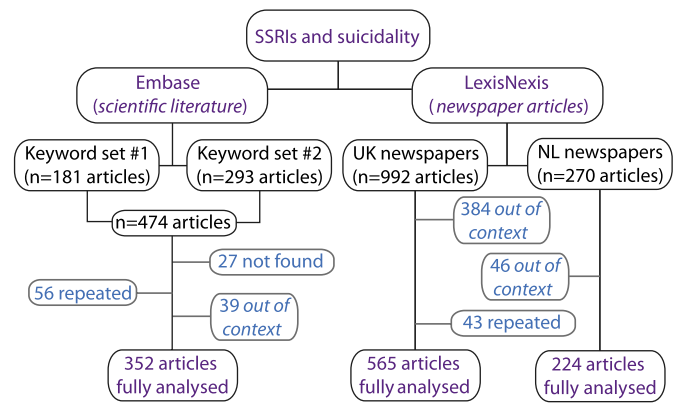 SSRIs and suicidality
Embase
(scientific literature)
LexisNexis
(newspaper articles)
Keyword set #1
(n=181 articles)
Keyword set #2
(n=293 articles)
UK newspapers
(n=992 articles)
NL newspapers
(n=270 articles)
n=474 articles
384 out of
context
27 not found
46 out of
context
56 repeated
39 out of
context
43 repeated
352 articles
fully analysed
565 articles
fully analysed
224 articles
fully analysed